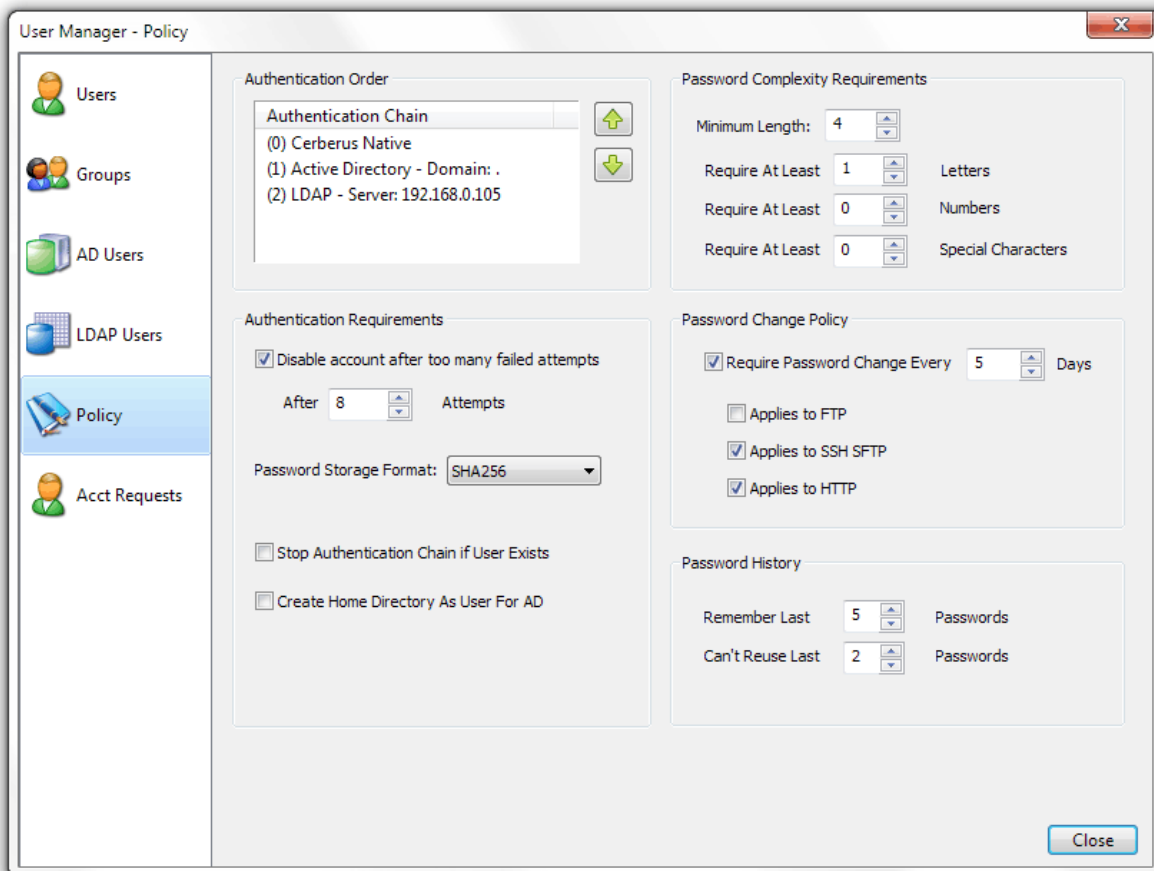 User Manager - Policy
Users
Groups
AD Users
LDAP Users
Policy
Acct Requests
Authentication Order
Authentication Chain
(0) Cerberus Native
(1) Active Directory - Domain: .
(2) LDAP - Server: 192.168.0.105
Authentication Requirements
Disable account after too many failed attempts
After 8 Attempts
Password Storage Format: SHA256
Stop Authentication Chain if User Exists
Create Home Directory As User For AD
Password Complexity Requirements
Minimum Length: 4
Require At Least 1 Letters
Require At Least 0 Numbers
Require At Least 0 Special Characters
Password Change Policy
Require Password Change Every 5 Days
Applies to FTP
Applies to SSH SFTP
Applies to HTTP
Password History
Remember Last 5 Passwords
Can't Reuse Last 2 Passwords
Close